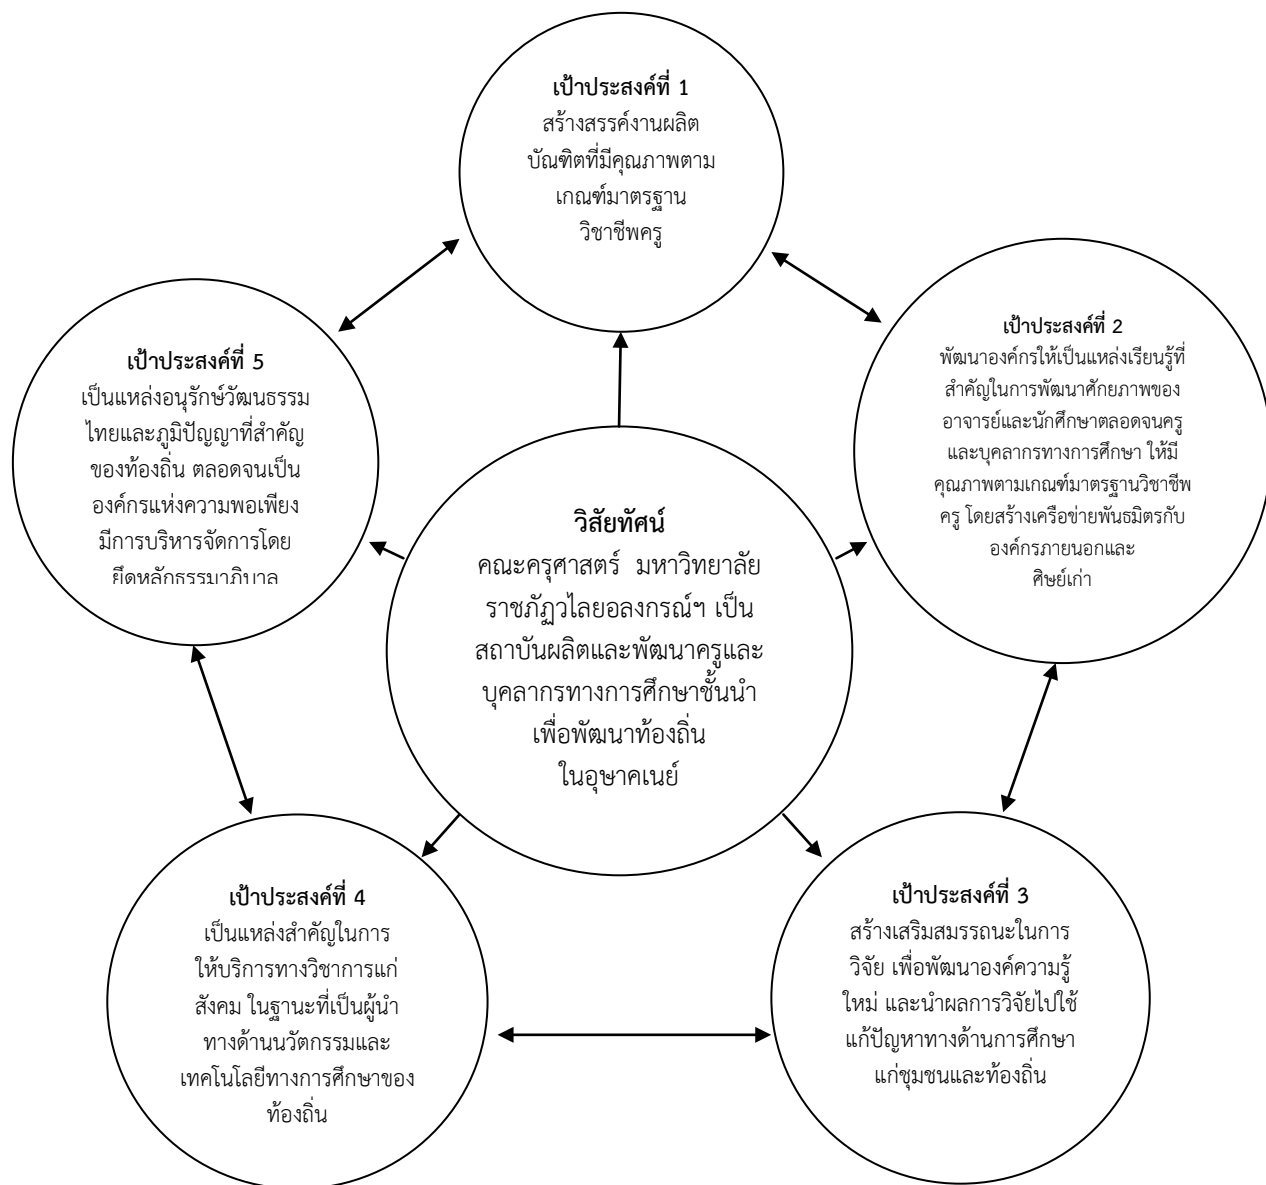 เป้าประสงค์ที่ 1
สร้างสรรค์งานผลิต
บัณฑิตที่มีคุณภาพตาม
เกณฑ์มาตรฐาน
วิชาชีพครู
เป้าประสงค์ที่ 2
พัฒนาองค์กรให้เป็นแหล่งเรียนรู้ที่
สำคัญในการพัฒนาศักยภาพของ
อาจารย์และนักศึกษาตลอดจนครู
และบุคลากรทางการศึกษา ให้มี
คุณภาพตามเกณฑ์มาตรฐานวิชาชีพ
ครู โดยสร้างเครือข่ายพันธมิตรกับ
องค์กรภายนอกและ
ศิษย์เก่า
เป้าประสงค์ที่ 5
เป็นแหล่งอนุรักษ์วัฒนธรรม
ไทยและภูมิปัญญาที่สำคัญ
ของท้องถิ่น ตลอดจนเป็น
องค์กรแห่งความพอเพียง
มีการบริหารจัดการโดย
ยึดหลักธรรมาภิบาล
วิสัยทัศน์
คณะครุศาสตร์ มหาวิทยาลัย
ราชภัฏวไลยอลงกรณ์ฯ เป็น
สถาบันผลิตและพัฒนาครูและ
บุคลากรทางการศึกษาชั้นนำ
เพื่อพัฒนาท้องถิ่น
ในอุษาคเนย์
เป้าประสงค์ที่ 4
เป็นแหล่งสำคัญในการ
ให้บริการทางวิชาการแก่
สังคม ในฐานะที่เป็นผู้นำ
ทางด้านนวัตกรรมและ
เทคโนโลยีทางการศึกษาของ
ท้องถิ่น
เป้าประสงค์ที่ 3
สร้างเสริมสมรรถนะในการ
วิจัย เพื่อพัฒนาองค์ความรู้
ใหม่ และนำผลการวิจัยไปใช้
แก้ปัญหาทางด้านการศึกษา
แก่ชุมชนและท้องถิ่น